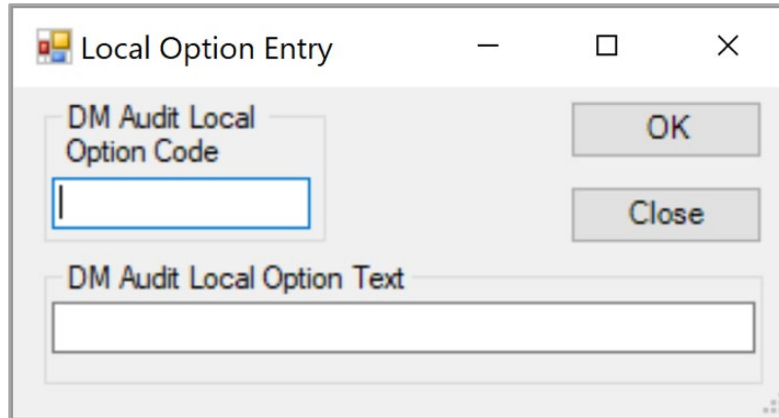 Local Option Entry
DM Audit Local
Option Code
OK
Close
DM Audit Local Option Text